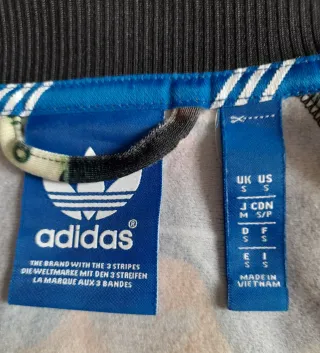 adidas®
THE BRAND WITH THE 3 STRIPES
DIE WELTMARKE MIT DEN 3 STREIFEN
LA MARQUE AUX 3 BANDES
UK US
S S
J CDN
M S/P
D F
S S
E I
S S
MADE IN
VIETNAM